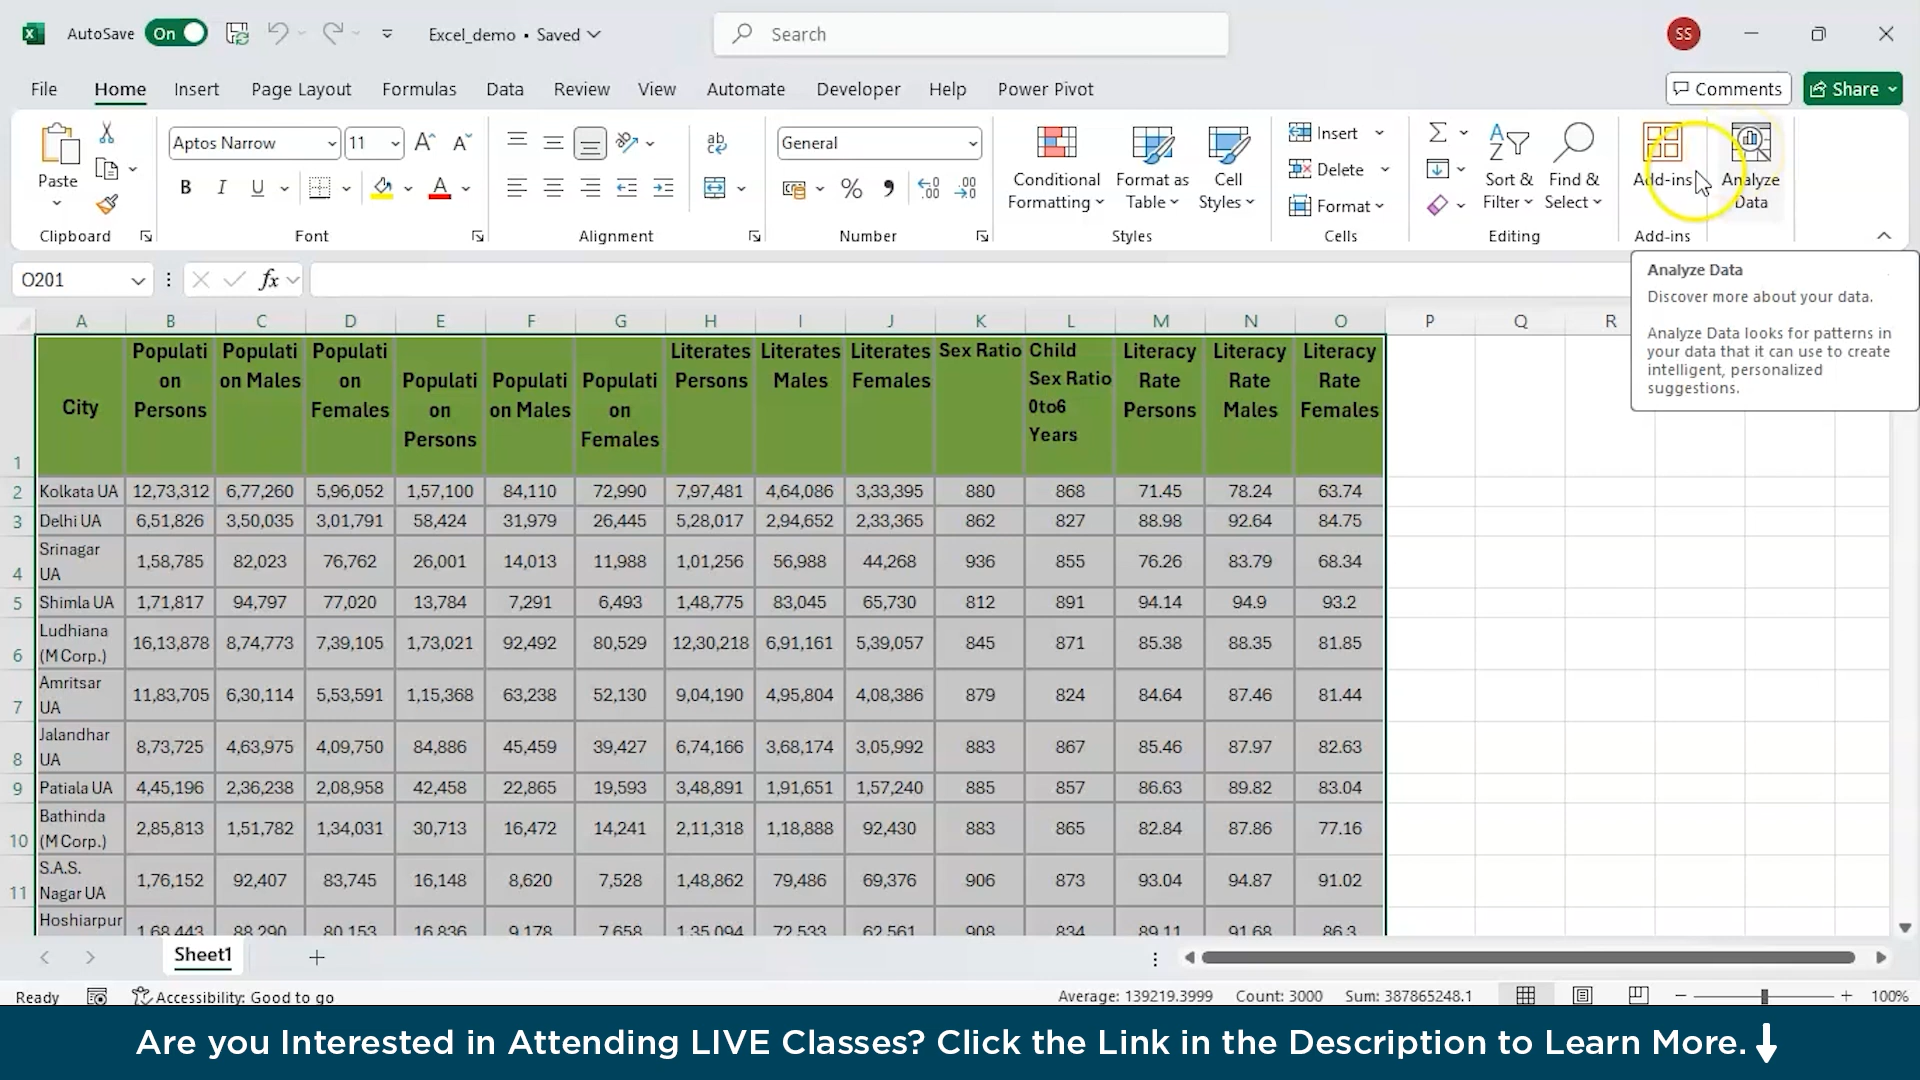 AutoSave On Excel_demo • Saved Search SS
File Home Insert Page Layout Formulas Data Review View Automate Developer Help Power Pivot Comments Share
Paste
Aptos Narrow 11
B I U A
General
Conditional Formatting
Format as Table
Cell Styles
Insert
Delete
Format
Sort & Filter
Find & Select
Add-ins
Analyze Data
Clipboard Font Alignment Number Styles Cells Editing Add-ins
O201 fx
Analyze Data
Discover more about your data.
Analyze Data looks for patterns in
your data that it can use to create
intelligent, personalized
suggestions.
A B C D E F G H I J K L M N O P Q R
1 City Populati on Persons Populati on Males Populati on Females Populati on Persons Populati on Males Populati on Females Literates Persons Literates Males Literates Females Sex Ratio Child Sex Ratio 0to6 Years Literacy Rate Persons Literacy Rate Males Literacy Rate Females
2 Kolkata UA 12,73,312 6,77,260 5,96,052 1,57,100 84,110 72,990 7,97,481 4,64,086 3,33,395 880 868 71.45 78.24 63.74
3 Delhi UA 6,51,826 3,50,035 3,01,791 58,424 31,979 26,445 5,28,017 2,94,652 2,33,365 862 827 88.98 92.64 84.75
4 Srinagar UA 1,58,785 82,023 76,762 26,001 14,013 11,988 1,01,256 56,988 44,268 936 855 76.26 83.79 68.34
5 Shimla UA 1,71,817 94,797 77,020 13,784 7,291 6,493 1,48,775 83,045 65,730 812 891 94.14 94.9 93.2
6 Ludhiana (M Corp.) 16,13,878 8,74,773 7,39,105 1,73,021 92,492 80,529 12,30,218 6,91,161 5,39,057 845 871 85.38 88.35 81.85
7 Amritsar UA 11,83,705 6,30,114 5,53,591 1,15,368 63,238 52,130 9,04,190 4,95,804 4,08,386 879 824 84.64 87.46 81.44
8 Jalandhar UA 8,73,725 4,63,975 4,09,750 84,886 45,459 39,427 6,74,166 3,68,174 3,05,992 883 867 85.46 87.97 82.63
9 Patiala UA 4,45,196 2,36,238 2,08,958 42,458 22,865 19,593 3,48,891 1,91,651 1,57,240 885 857 86.63 89.82 83.04
10 Bathinda (M Corp.) 2,85,813 1,51,782 1,34,031 30,713 16,472 14,241 2,11,318 1,18,888 92,430 883 865 82.84 87.86 77.16
11 S.A.S. Nagar UA 1,76,152 92,407 83,745 16,148 8,620 7,528 1,48,862 79,486 69,376 906 873 93.04 94.87 91.02
Hoshiarpur 1,68,443 88,290 80,153 16,836 9,178 7,658 1,35,094 72,533 62,561 908 834 89.11 91.68 86.3
Sheet1
Ready Accessibility: Good to go Average: 139219.3999 Count: 3000 Sum: 387865248.1 100%
Are you Interested in Attending LIVE Classes? Click the Link in the Description to Learn More.